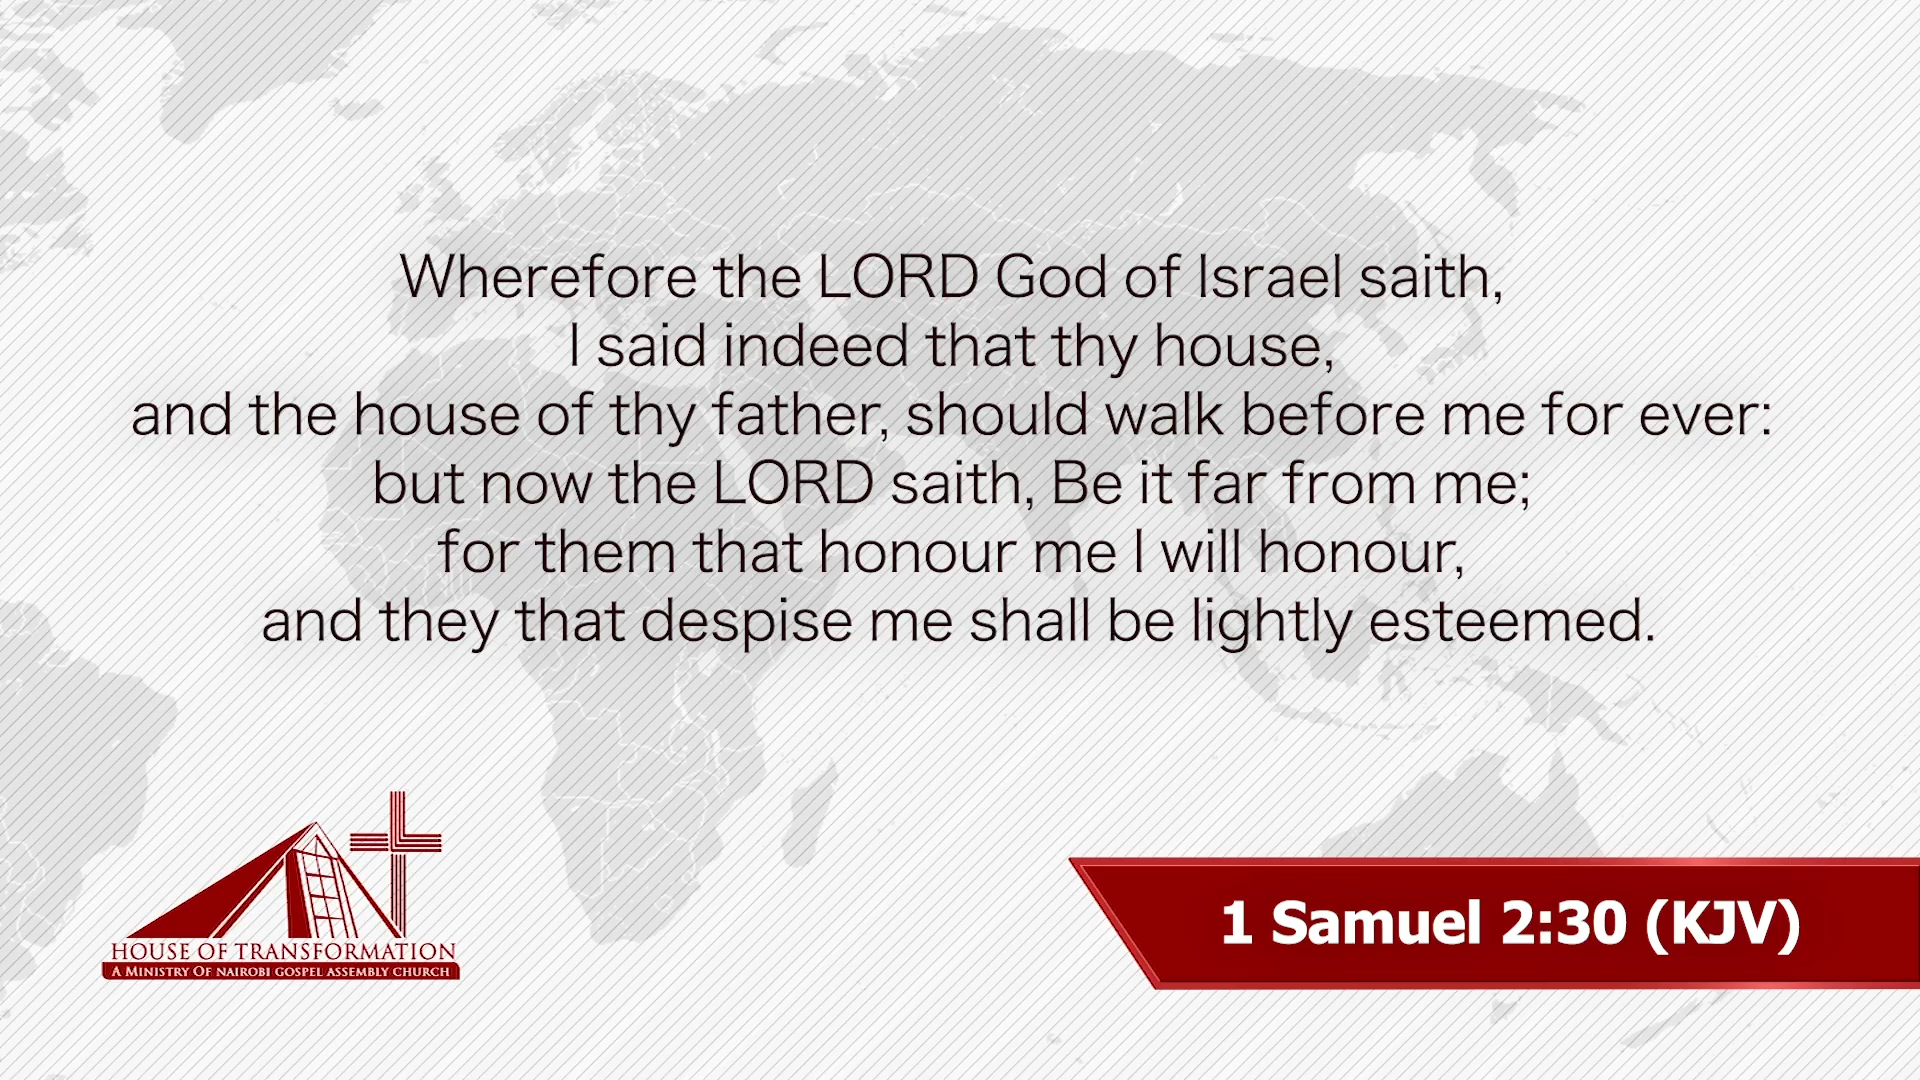 Wherefore the LORD God of Israel saith,
I said indeed that thy house,
and the house of thy father, should walk before me for ever:
but now the LORD saith, Be it far from me;
for them that honour me I will honour,
and they that despise me shall be lightly esteemed.
HOUSE OF TRANSFORMATION
A MINISTRY OF NAIROBI GOSPEL ASSEMBLY CHURCH
1 Samuel 2:30 (KJV)